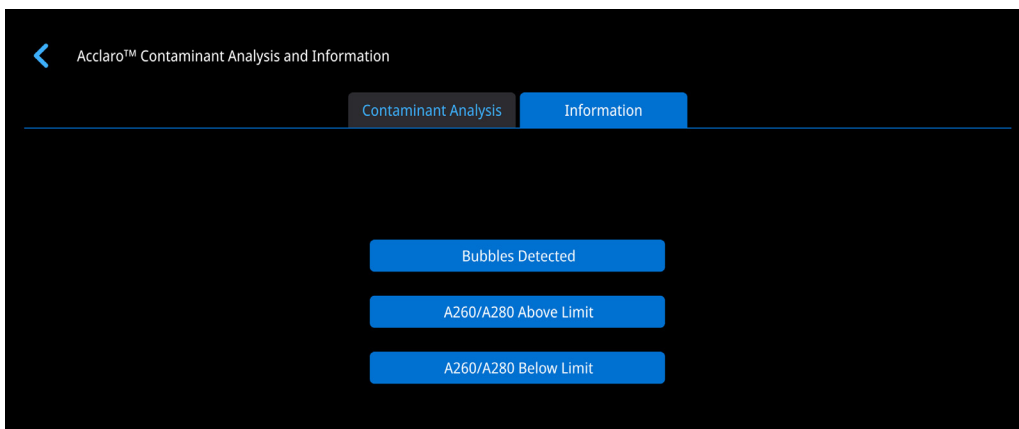 Acclaro™ Contaminant Analysis and Information
Contaminant Analysis
Information
Bubbles Detected
A260/A280 Above Limit
A260/A280 Below Limit